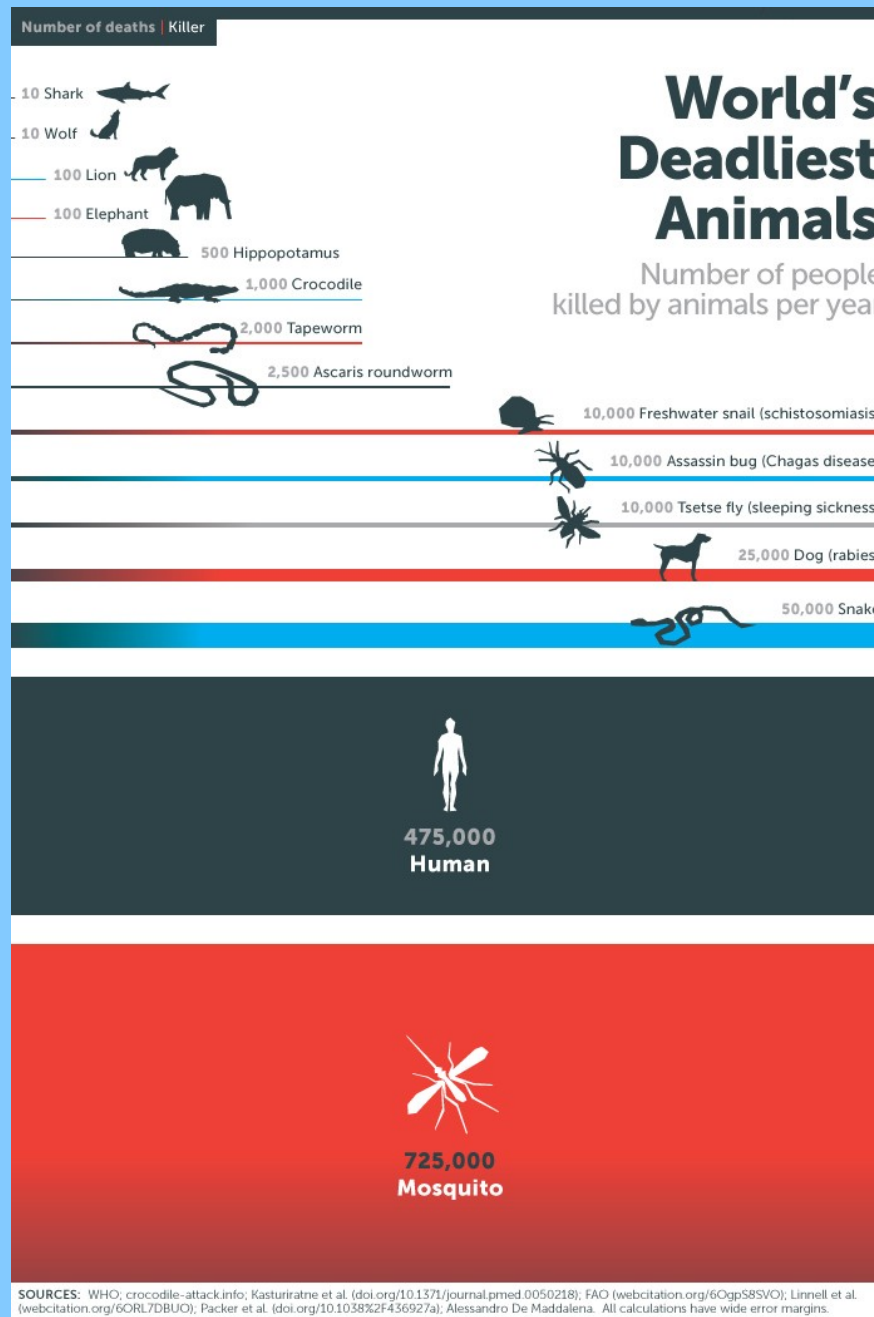 Number of deaths | Killer
World's
Deadliest
Animals
Number of people
killed by animals per year
10 Shark
10 Wolf
100 Lion
100 Elephant
500 Hippopotamus
1,000 Crocodile
2,000 Tapeworm
2,500 Ascaris roundworm
10,000 Freshwater snail (schistosomiasis
10,000 Assassin bug (Chagas disease
10,000 Tsetse fly (sleeping sickness
25,000 Dog (rabies
50,000 Snake
475,000
Human
725,000
Mosquito
SOURCES: WHO; crocodile-attack.info; Kasturiratne et al. (doi.org/10.1371/journal.pmed.0050218); FAO (webcitation.org/6OgpS8SVO); Linnell et al.
(webcitation.org/6ORL7DBUO); Packer et al. (doi.org/10.1038%2F436927a); Alessandro De Maddalena. All calculations have wide error margins.